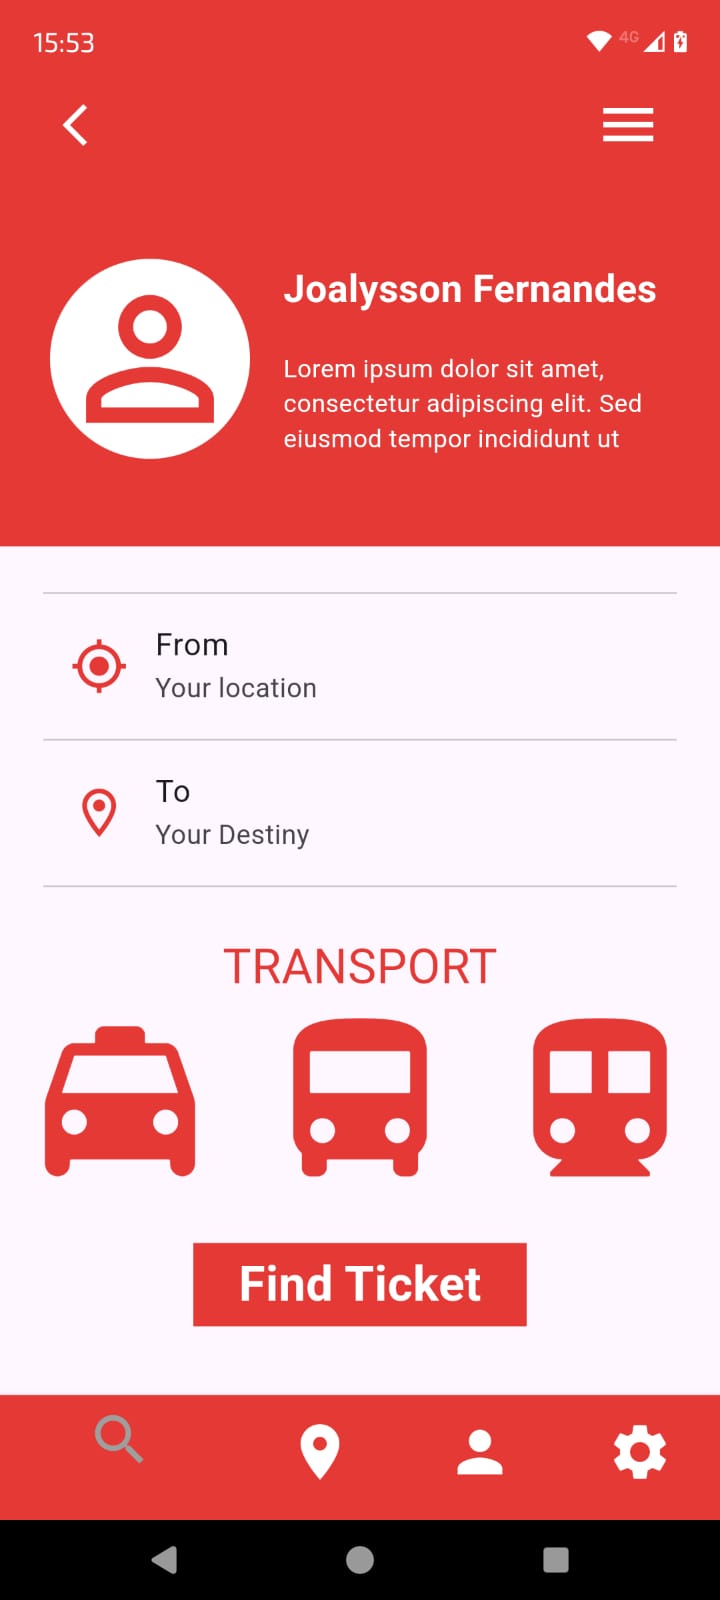 15:53
4G
Joalysson Fernandes
Lorem ipsum dolor sit amet,
consectetur adipiscing elit. Sed
eiusmod tempor incididunt ut
From
Your location
To
Your Destiny
TRANSPORT
Find Ticket